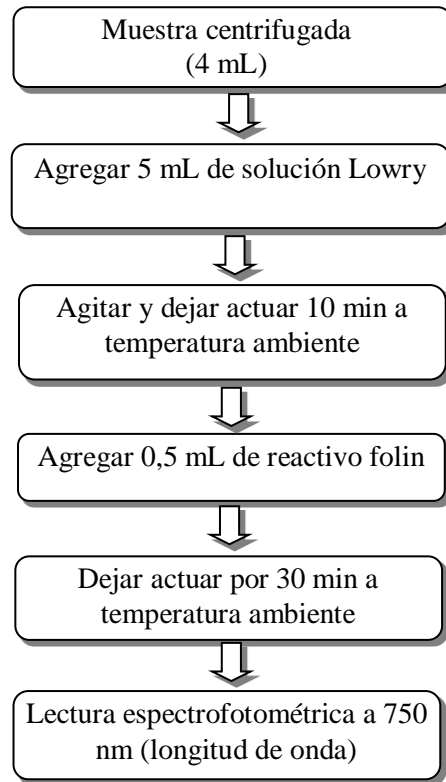 Muestra centrifugada
(4 mL)
Agregar 5 mL de solución Lowry
Agitar y dejar actuar 10 min a
temperatura ambiente
Agregar 0,5 mL de reactivo folin
Dejar actuar por 30 min a
temperatura ambiente
Lectura espectrofotométrica a 750
nm (longitud de onda)